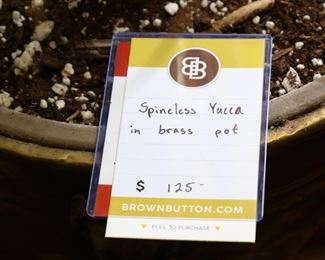 BB
Spineless Yucca
in brass pot
$ 125-
BROWNBUTTON.COM
PULL TO PURCHASE